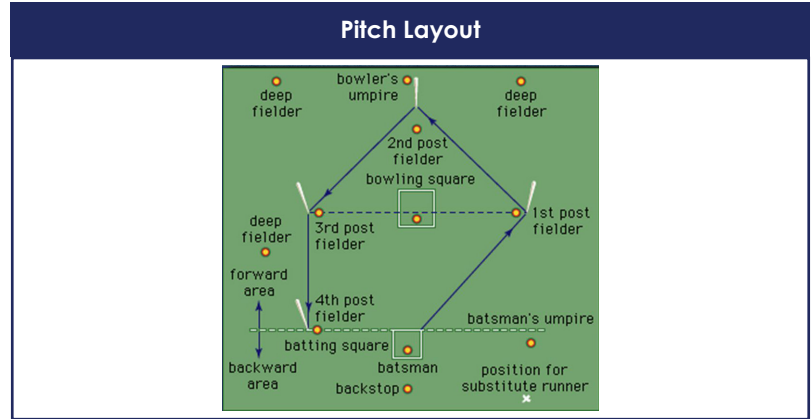 Pitch Layout
bowler's
umpire
deep
fielder
deep
fielder
2nd post
fielder
bowling square
3rd post
fielder
1st post
fielder
deep
fielder
forward
area
4th post
fielder
batsman's umpire
batting square
backward
area
batsman
backstop
position for
substitute runner